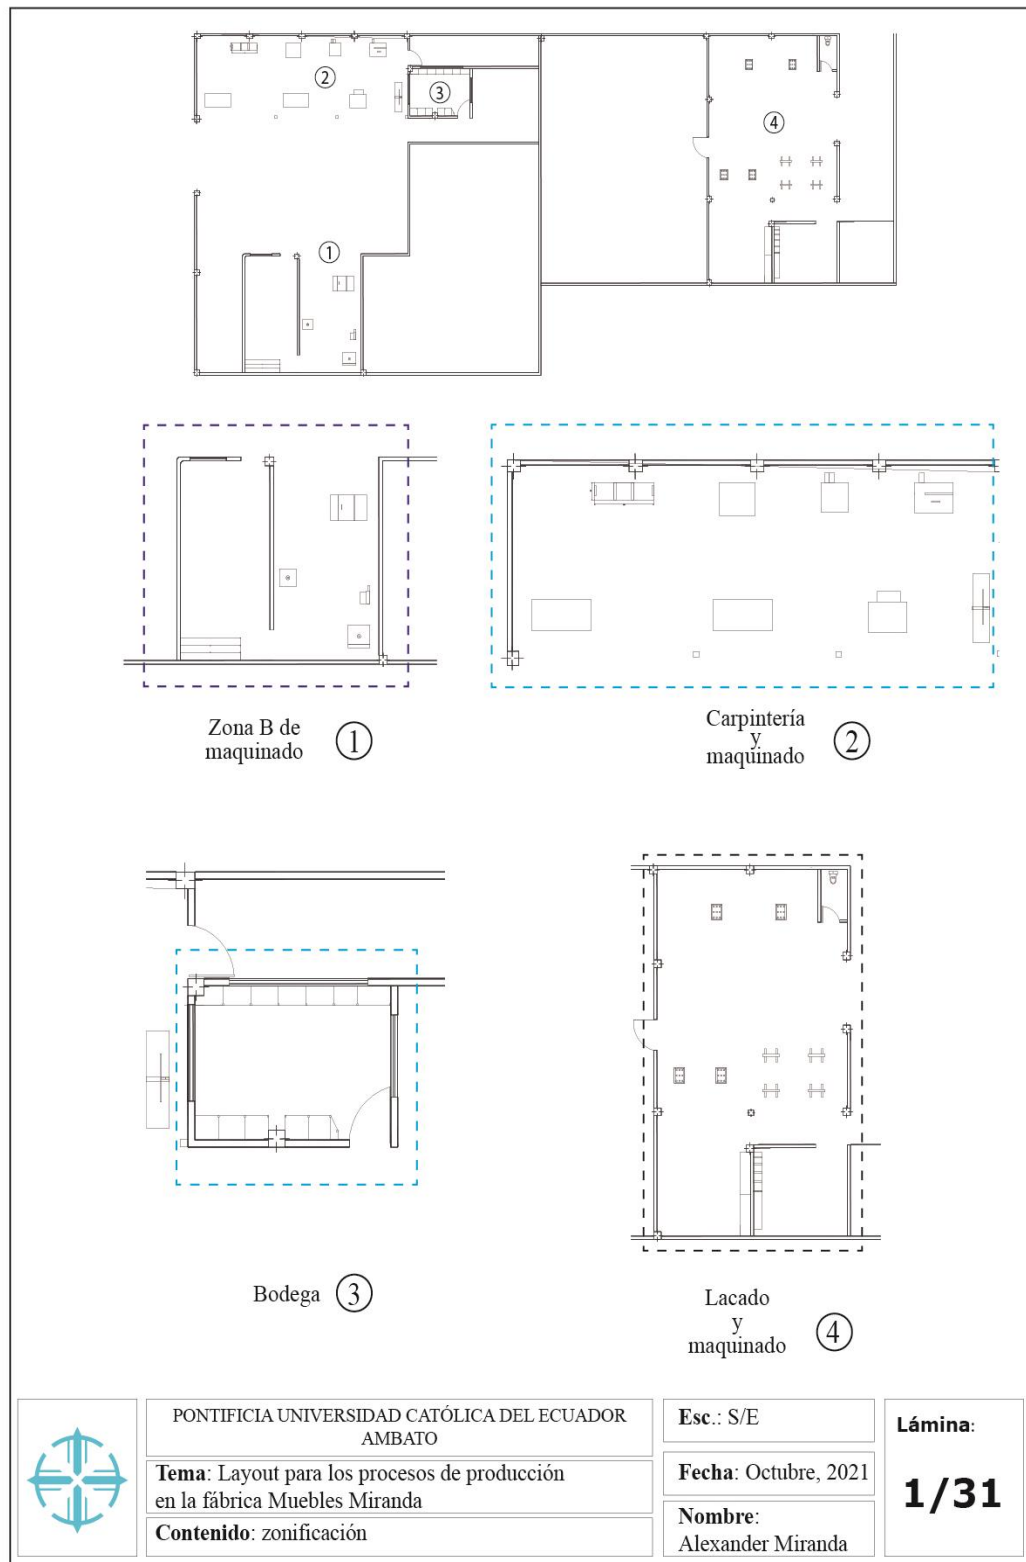 2
3
4
1
Zona B de
maquinado
1
Carpintería
y
maquinado
2
Bodega
3
Lacado
y
maquinado
4
PONTIFICIA UNIVERSIDAD CATÓLICA DEL ECUADOR
AMBATO
Tema: Layout para los procesos de producción
en la fábrica Muebles Miranda
Contenido: zonificación
Esc.: S/E
Fecha: Octubre, 2021
Nombre:
Alexander Miranda
Lámina:
1/31